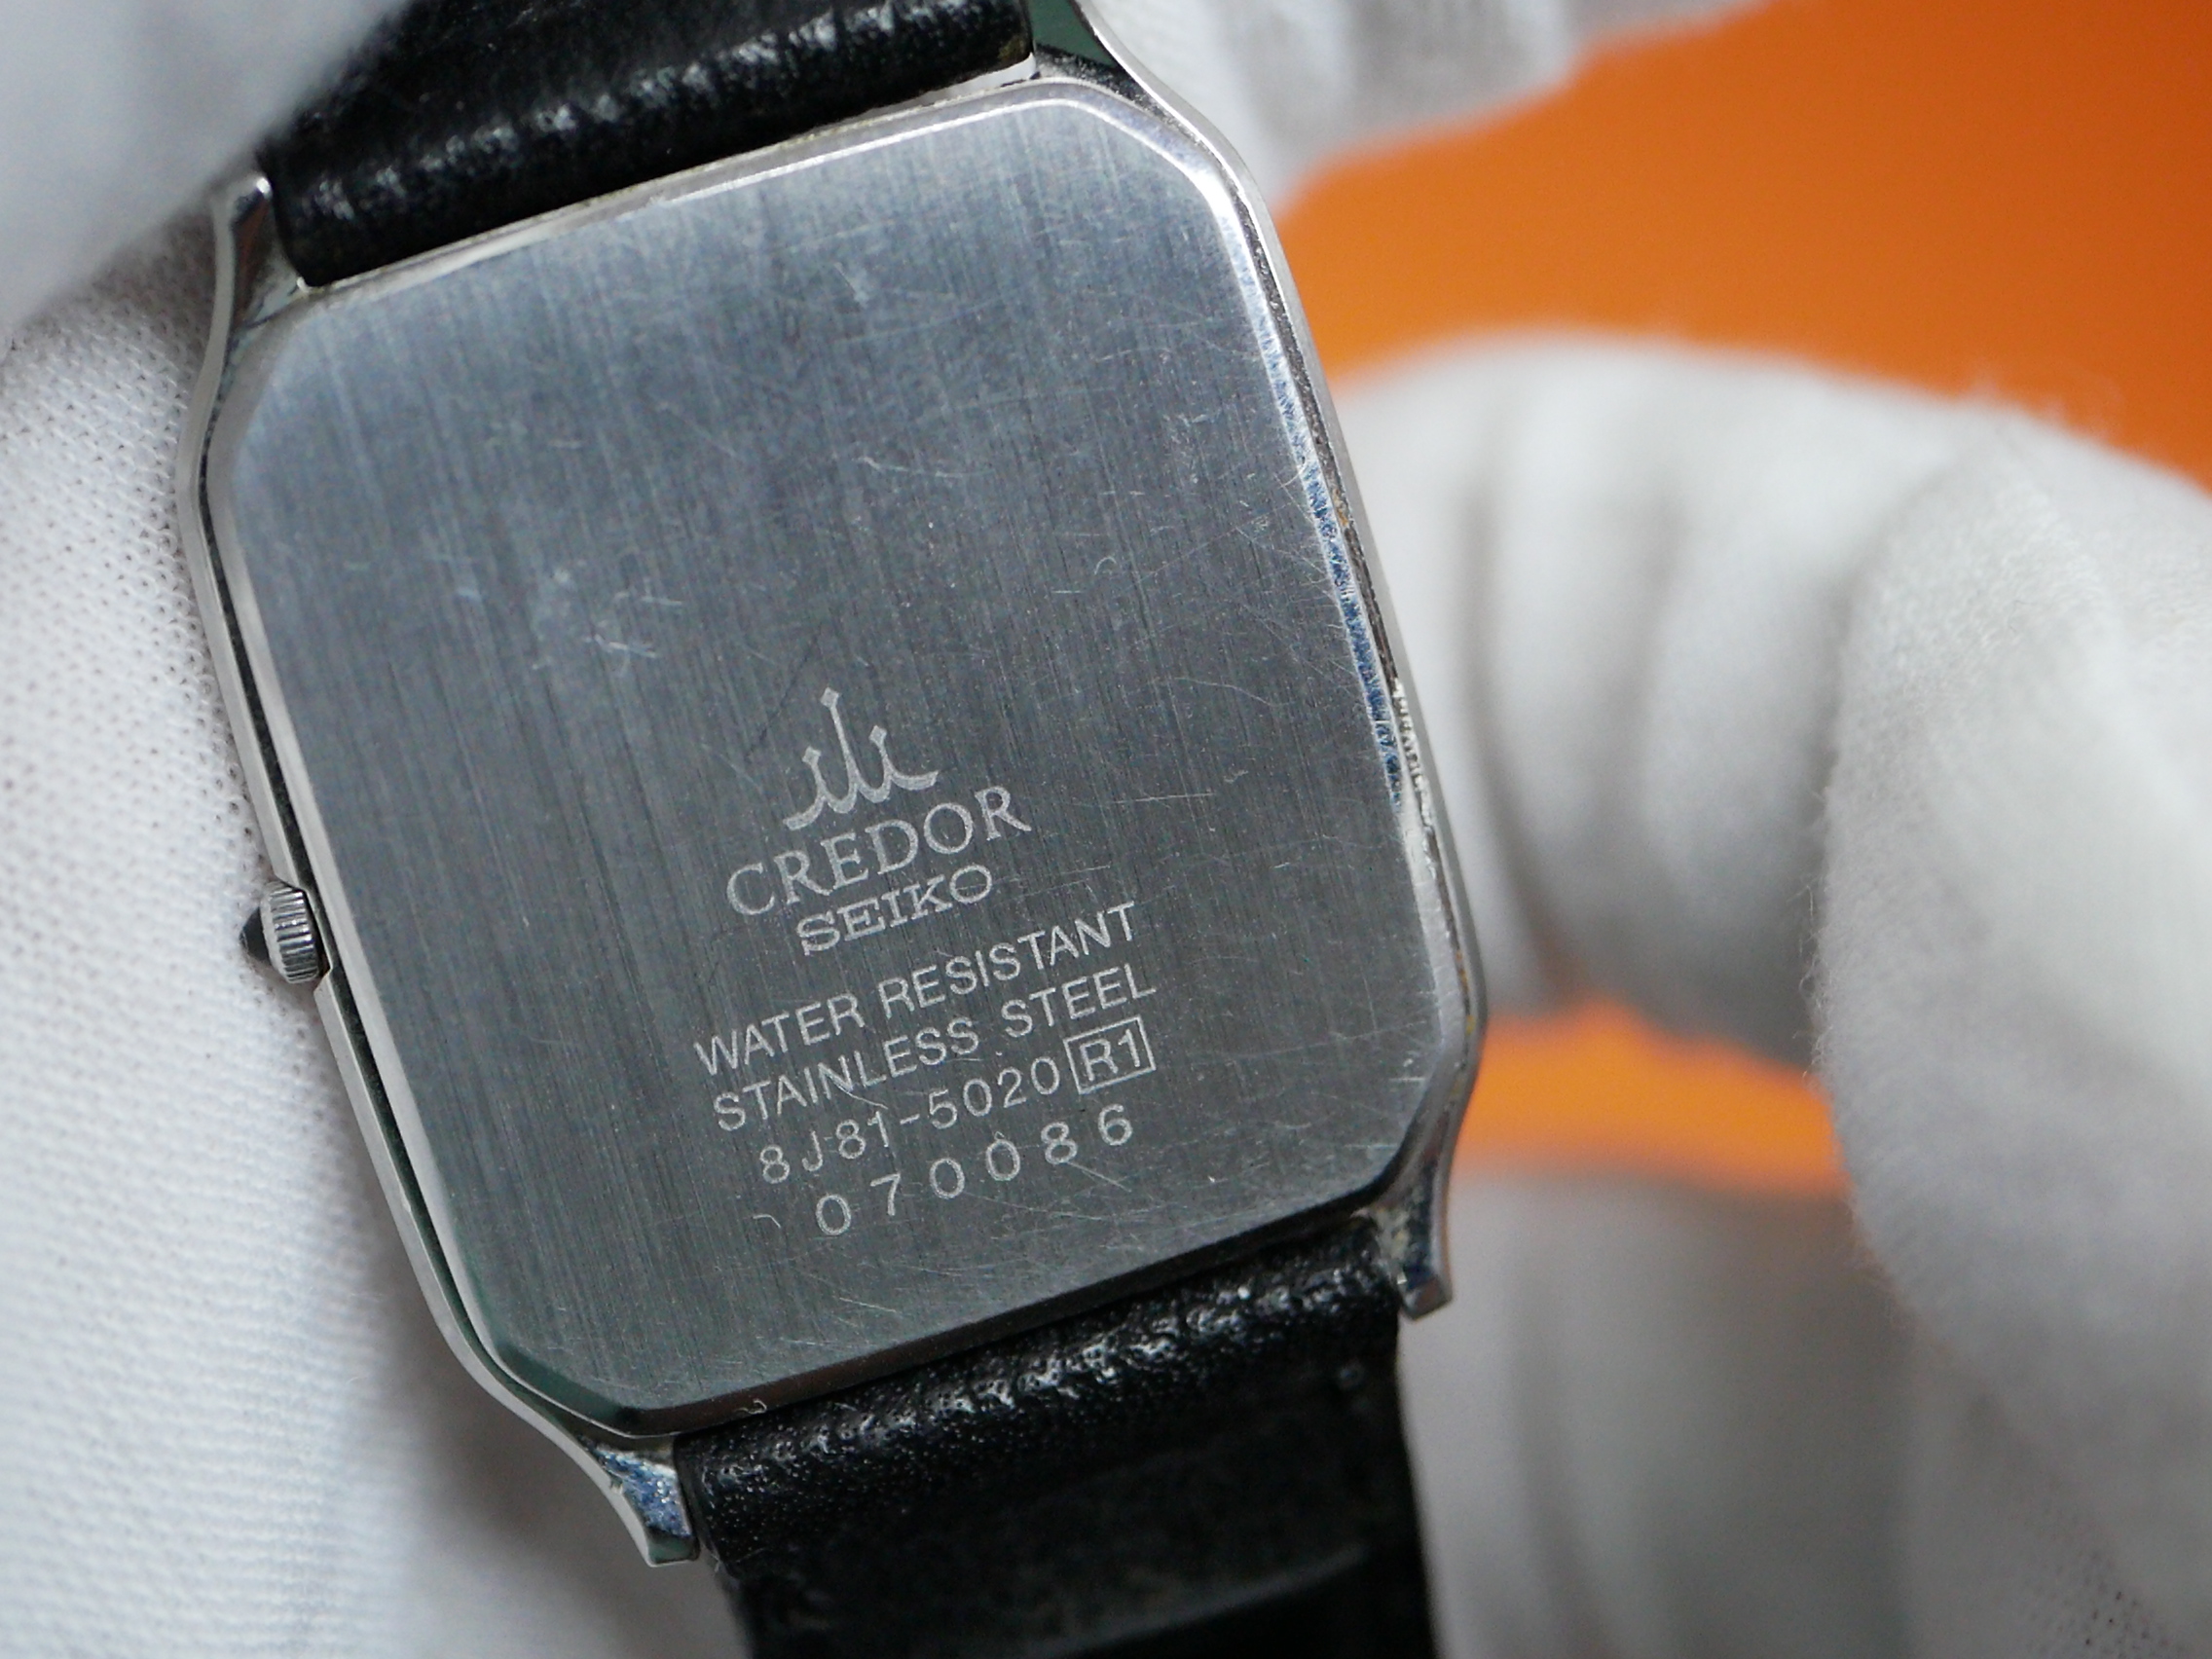 CREDOR
SEIKO
WATER RESISTANT
STAINLESS STEEL
8J81-5020 R1
070086